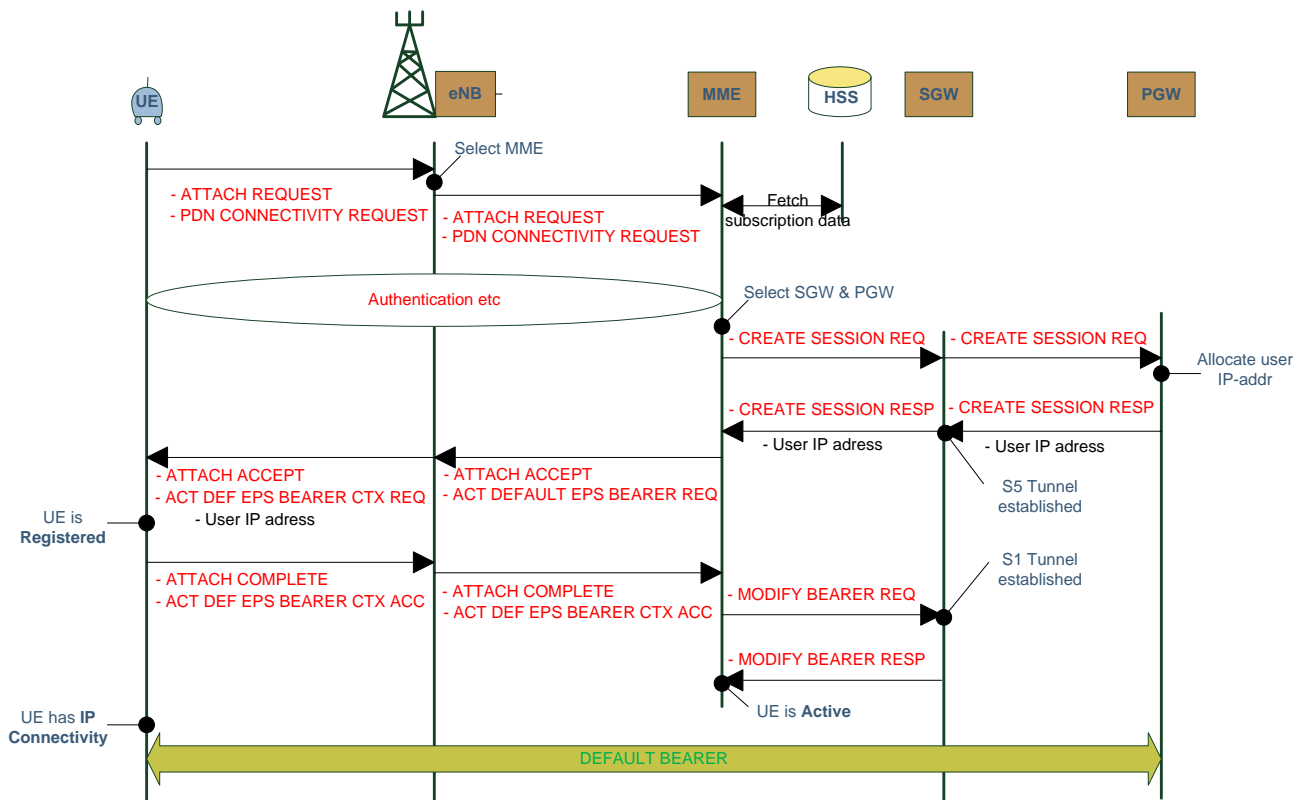 UE
eNB
MME
HSS
SGW
PGW
Select MME
- ATTACH REQUEST
- PDN CONNECTIVITY REQUEST
- ATTACH REQUEST
- PDN CONNECTIVITY REQUEST
Fetch
subscription data
Authentication etc
Select SGW & PGW
- CREATE SESSION REQ
- CREATE SESSION REQ
Allocate user
IP-addr
- CREATE SESSION RESP
- User IP adress
- CREATE SESSION RESP
- User IP adress
S5 Tunnel
established
- ATTACH ACCEPT
- ACT DEF EPS BEARER CTX REQ
- User IP adress
- ATTACH ACCEPT
- ACT DEFAULT EPS BEARER REQ
UE is
Registered
- ATTACH COMPLETE
- ACT DEF EPS BEARER CTX ACC
- ATTACH COMPLETE
- ACT DEF EPS BEARER CTX ACC
- MODIFY BEARER REQ
S1 Tunnel
established
- MODIFY BEARER RESP
UE is Active
UE has IP
Connectivity
DEFAULT BEARER